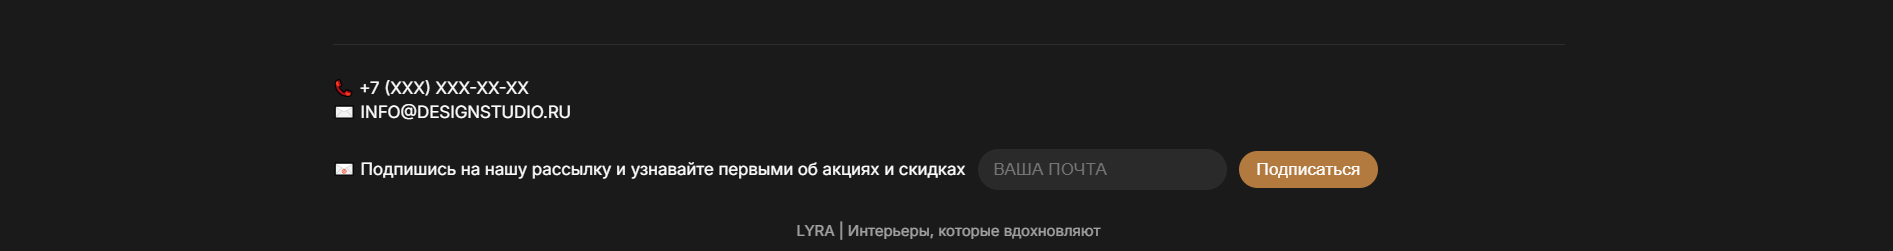 +7 (XXX) XXX-XX-XX
INFO@DESIGNSTUDIO.RU
Подпишись на нашу рассылку и узнавайте первыми об акциях и скидках ВАША ПОЧТА Подписаться
LYRA | Интерьеры, которые вдохновляют